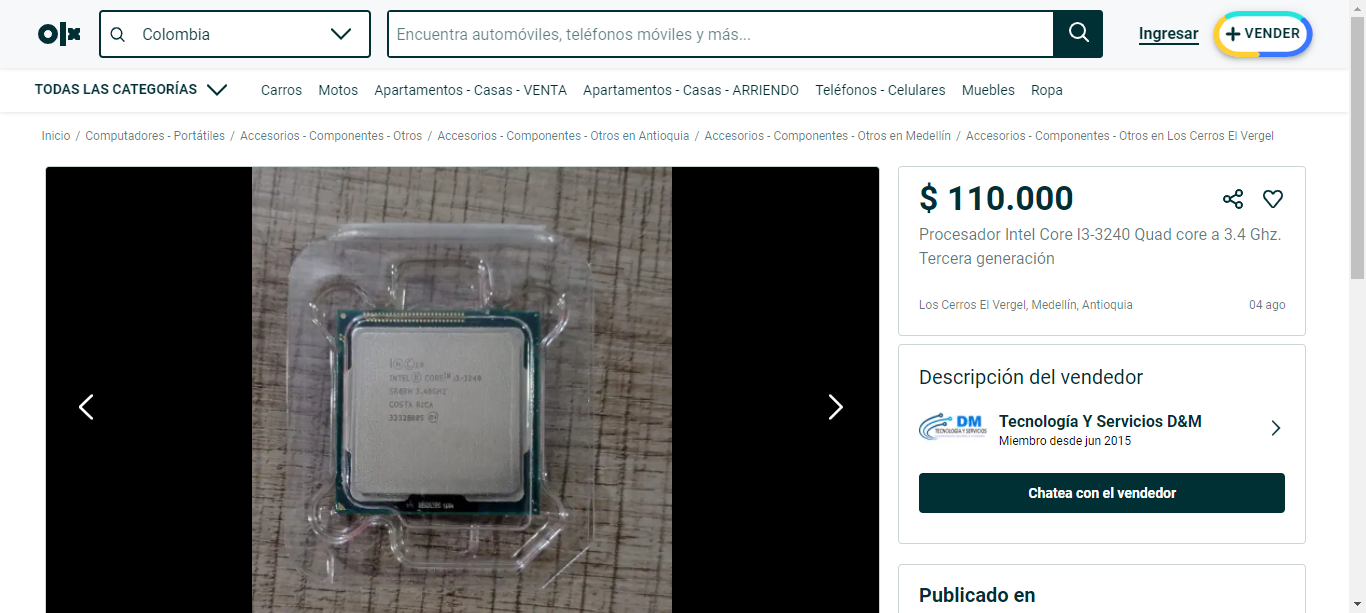 olx
Colombia
Encuentra automóviles, teléfonos móviles y más...
Ingresar
VENDER
TODAS LAS CATEGORÍAS
Carros
Motos
Apartamentos - Casas - VENTA
Apartamentos - Casas - ARRIENDO
Teléfonos - Celulares
Muebles
Ropa
Inicio / Computadores - Portátiles / Accesorios - Componentes - Otros / Accesorios - Componentes - Otros en Antioquia / Accesorios - Componentes - Otros en Medellín / Accesorios - Componentes - Otros en Los Cerros El Vergel
INTEL® CORE™ i3-3240
3.40GHZ
COSTA RICA
$ 110.000
Procesador Intel Core I3-3240 Quad core a 3.4 Ghz.
Tercera generación
Los Cerros El Vergel, Medellín, Antioquia
04 ago
Descripción del vendedor
DM
TECNOLOGÍA Y SERVICIOS
Tecnología Y Servicios D&M
Miembro desde jun 2015
Chatea con el vendedor
Publicado en